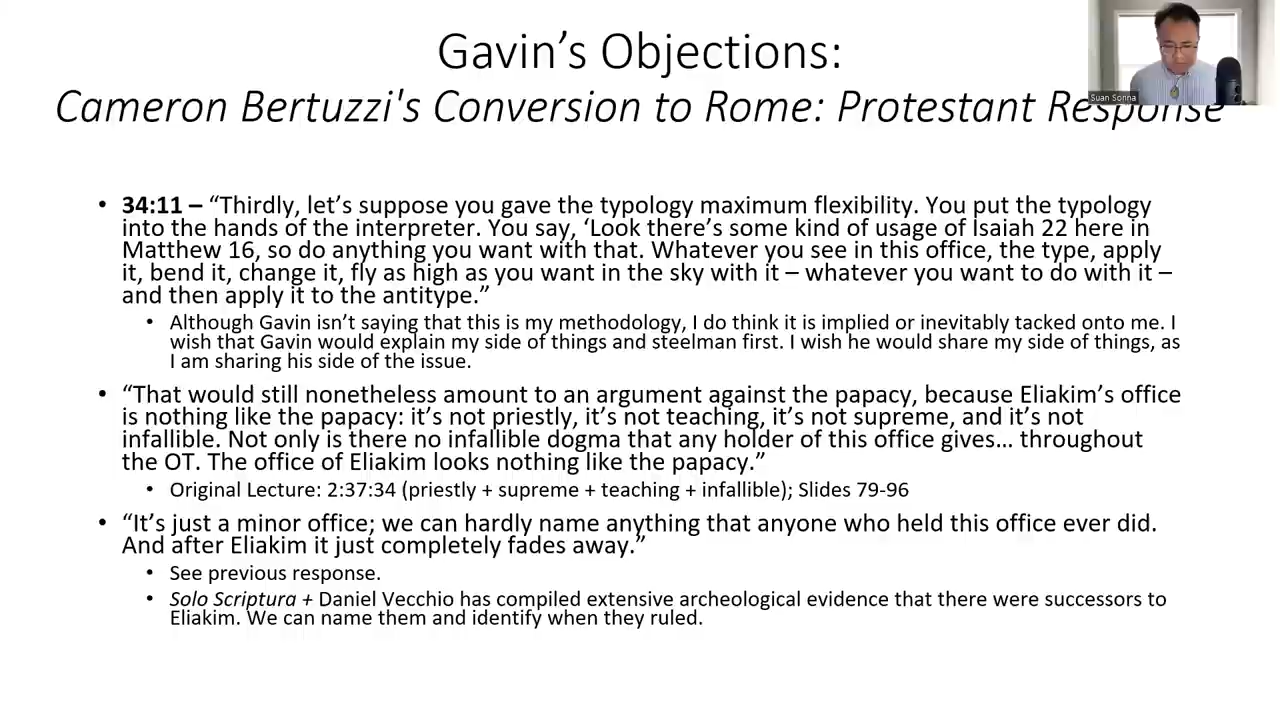 Gavin's Objections:
Cameron Bertuzzi's Conversion to Rome: Protestant Response
Suan Sonna
• 34:11 – “Thirdly, let's suppose you gave the typology maximum flexibility. You put the typology
into the hands of the interpreter. You say, ‘Look there's some kind of usage of Isaiah 22 here in
Matthew 16, so do anything you want with that. Whatever you see in this office, the type, apply
it, bend it, change it, fly as high as you want in the sky with it – whatever you want to do with it –
and then apply it to the antitype.”
• Although Gavin isn't saying that this is my methodology, I do think it is implied or inevitably tacked onto me. I
wish that Gavin would explain my side of things and steelman first. I wish he would share my side of things, as
I am sharing his side of the issue.
• “That would still nonetheless amount to an argument against the papacy, because Eliakim's office
is nothing like the papacy: it's not priestly, it's not teaching, it's not supreme, and it's not
infallible. Not only is there no infallible dogma that any holder of this office gives… throughout
the OT. The office of Eliakim looks nothing like the papacy.”
• Original Lecture: 2:37:34 (priestly + supreme + teaching + infallible); Slides 79-96
• “It's just a minor office; we can hardly name anything that anyone who held this office ever did.
And after Eliakim it just completely fades away.”
• See previous response.
• Solo Scriptura + Daniel Vecchio has compiled extensive archeological evidence that there were successors to
Eliakim. We can name them and identify when they ruled.